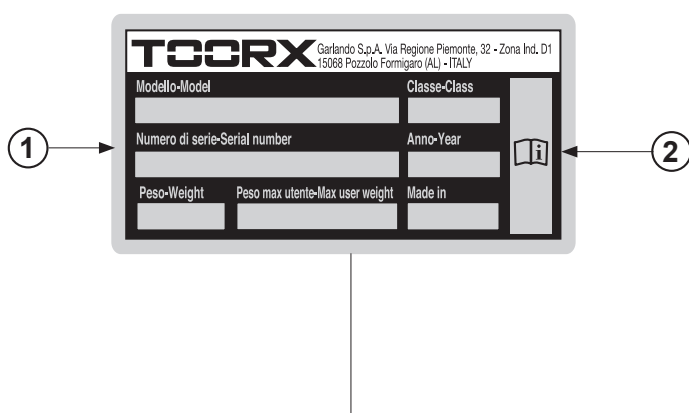 TOORX Garlando S.p.A. Via Regione Piemonte, 32 - Zona Ind. D1
15068 Pozzolo Formigaro (AL) - ITALY
Modello-Model Classe-Class
1 Numero di serie-Serial number Anno-Year i 2
Peso-Weight Peso max utente-Max user weight Made in